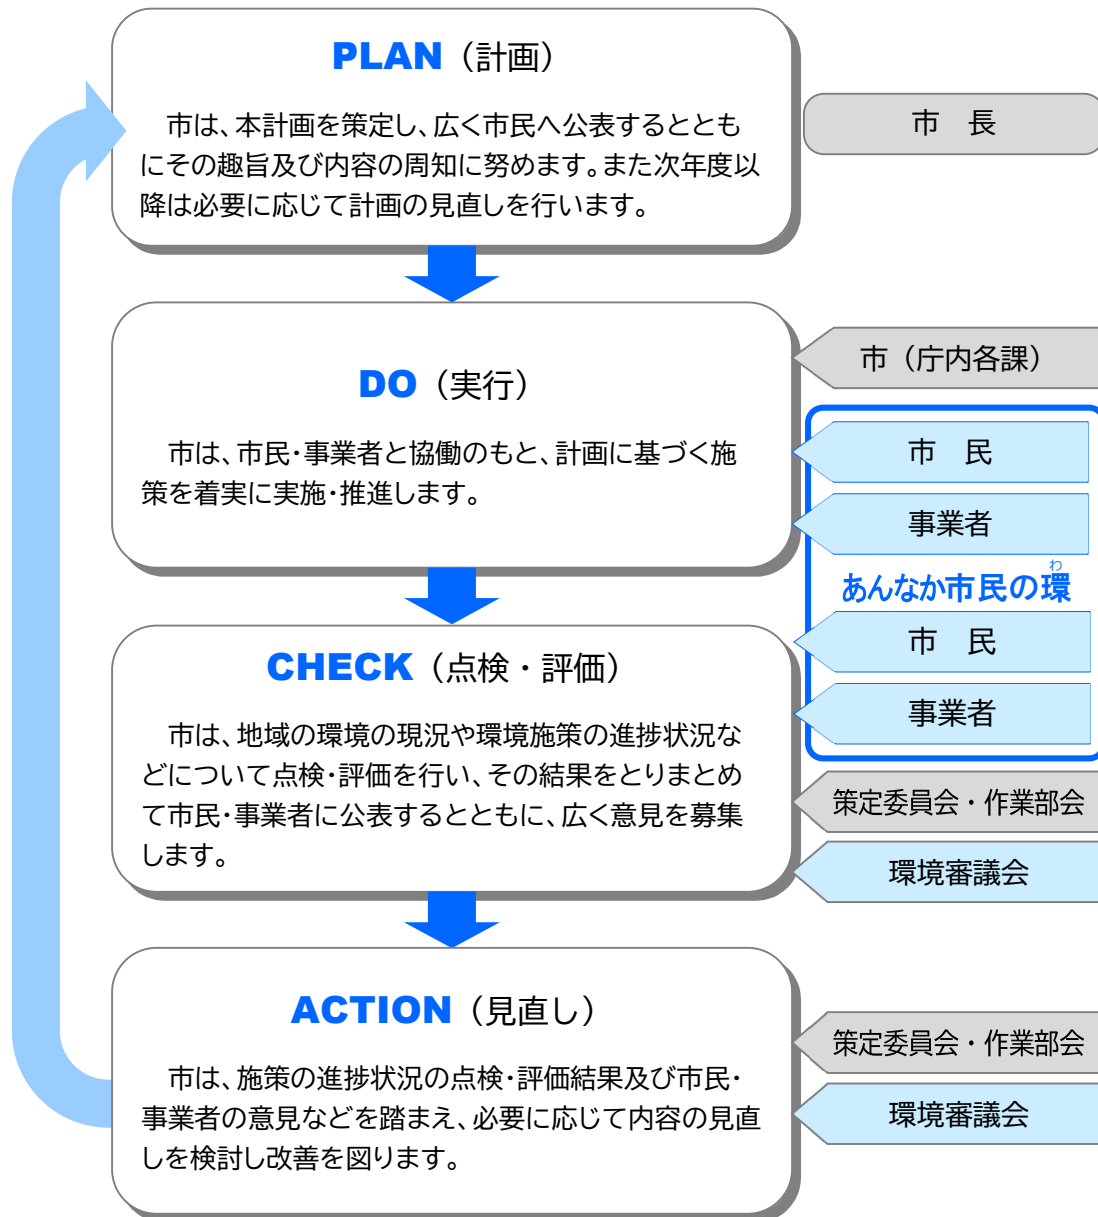 PLAN（計画）
市は、本計画を策定し、広く市民へ公表するととも
にその趣旨及び内容の周知に努めます。また次年度以
降は必要に応じて計画の見直しを行います。
市　長
DO（実行）
市は、市民・事業者と協働のもと、計画に基づく施
策を着実に実施・推進します。
市（庁内各課）
市　民
事業者
わ
あんなか市民の環
市　民
事業者
CHECK（点検・評価）
市は、地域の環境の現況や環境施策の進捗状況な
どについて点検・評価を行い、その結果をとりまとめ
て市民・事業者に公表するとともに、広く意見を募集
します。
策定委員会・作業部会
環境審議会
ACTION（見直し）
市は、施策の進捗状況の点検・評価結果及び市民・
事業者の意見などを踏まえ、必要に応じて内容の見直
しを検討し改善を図ります。
策定委員会・作業部会
環境審議会